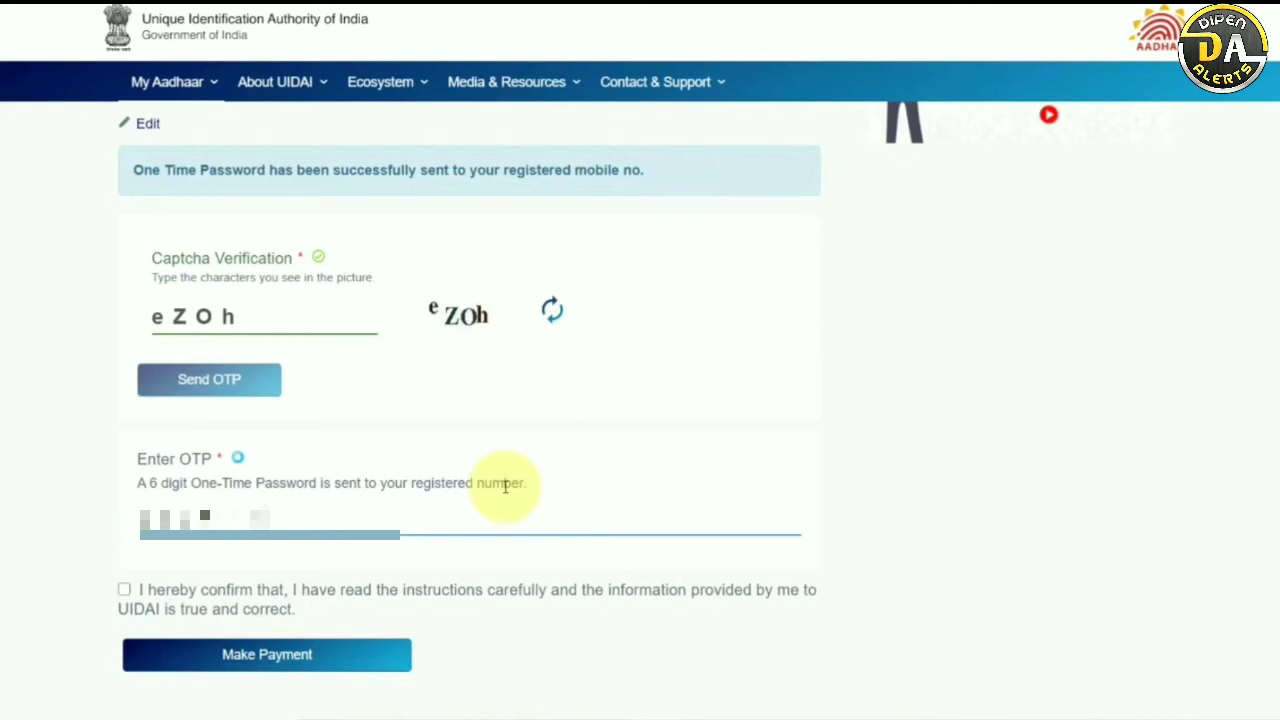 Unique Identification Authority of India
Government of India
AADHA
DIPEN
DA
ALERTS
My Aadhaar
About UIDAI
Ecosystem
Media & Resources
Contact & Support
Edit
One Time Password has been successfully sent to your registered mobile no.
Captcha Verification *
Type the characters you see in the picture.
e Z O h
e ZOh
Send OTP
Enter OTP *
A 6 digit One-Time Password is sent to your registered number.
I hereby confirm that, I have read the instructions carefully and the information provided by me to
UIDAI is true and correct.
Make Payment